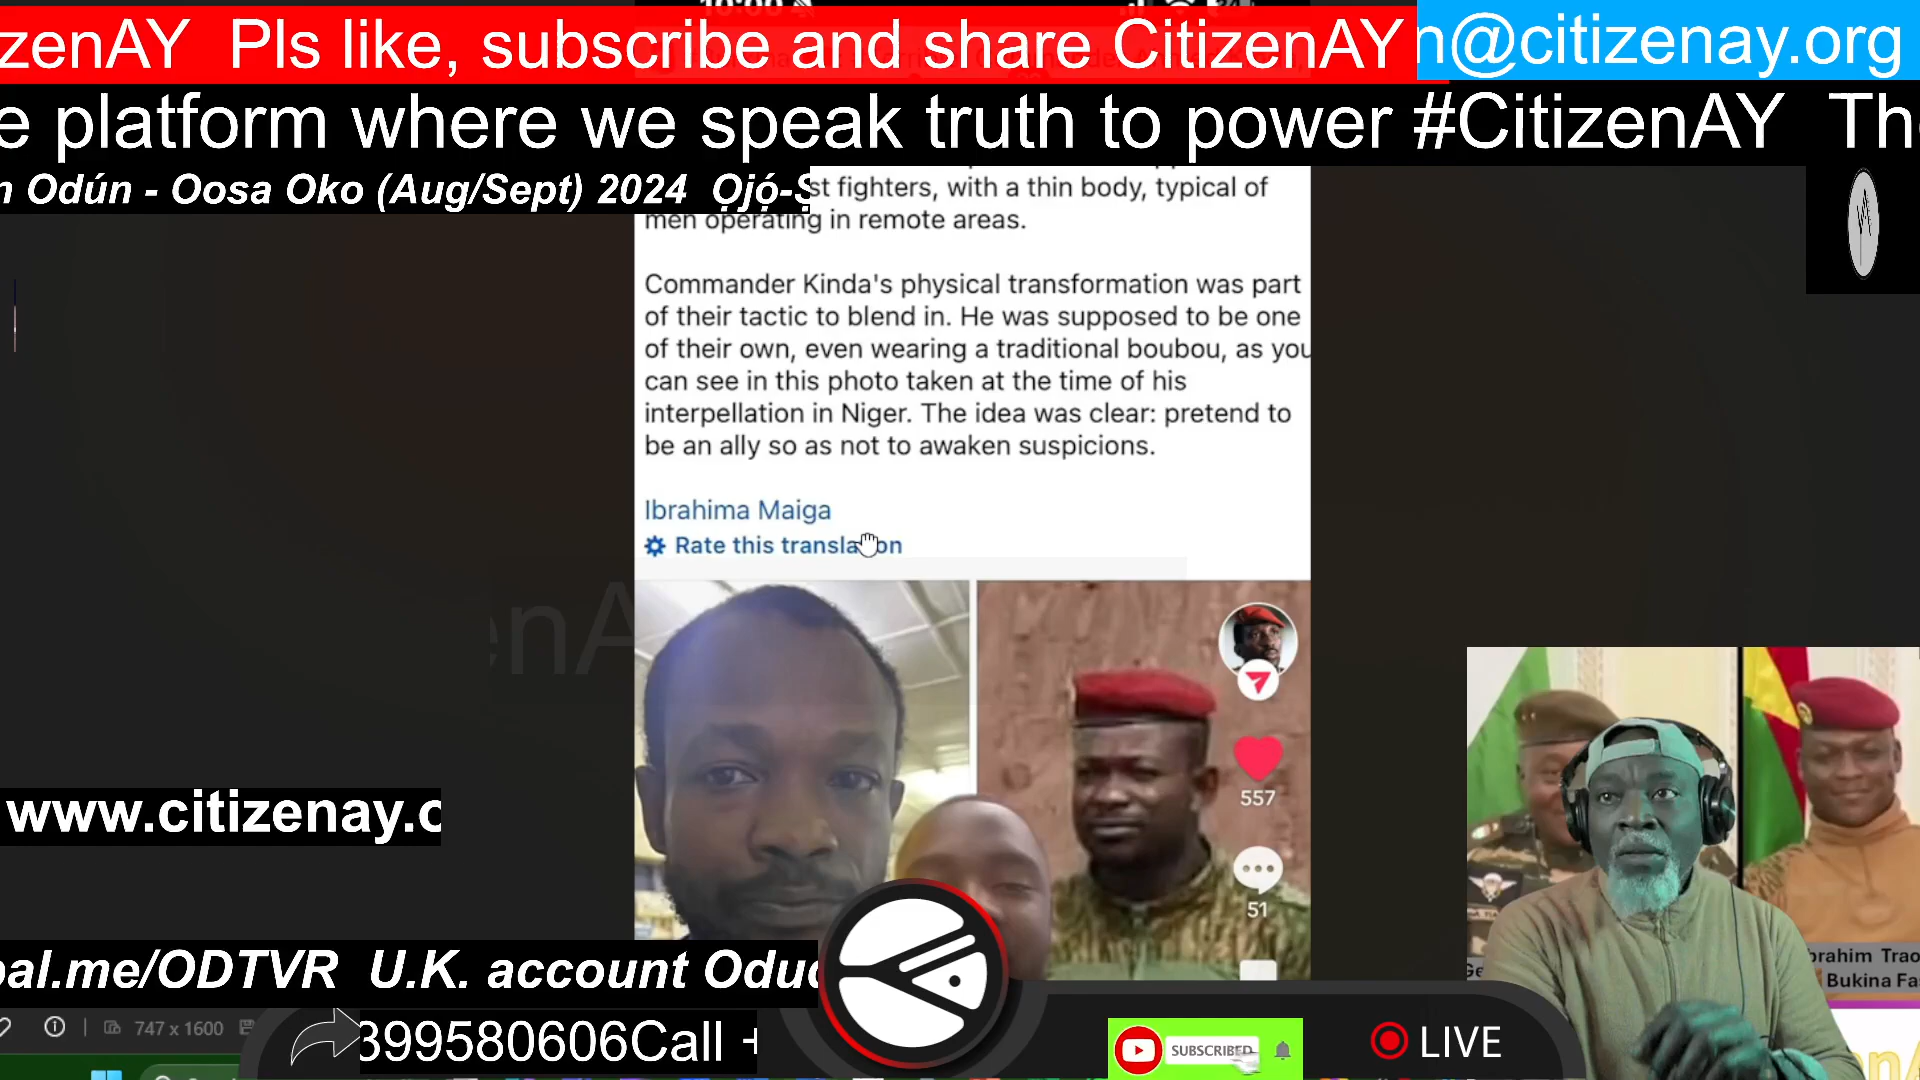 zenAY Pls like, subscribe and share CitizenAY
n@citizenay.org
e platform where we speak truth to power #CitizenAY Th
n Odún - Oosa Oko (Aug/Sept) 2024 Ọjọ́-Ṣ
st fighters, with a thin body, typical of
men operating in remote areas.
Commander Kinda's physical transformation was part
of their tactic to blend in. He was supposed to be one
of their own, even wearing a traditional boubou, as you
can see in this photo taken at the time of his
interpellation in Niger. The idea was clear: pretend to
be an ally so as not to awaken suspicions.
Ibrahima Maiga
Rate this translation
557
51
www.citizenay.c
pal.me/ODTVR U.K. account Odud
747 x 1600
399580606Call +
SUBSCRIBED
LIVE
brahim Trao
Bukina Fa